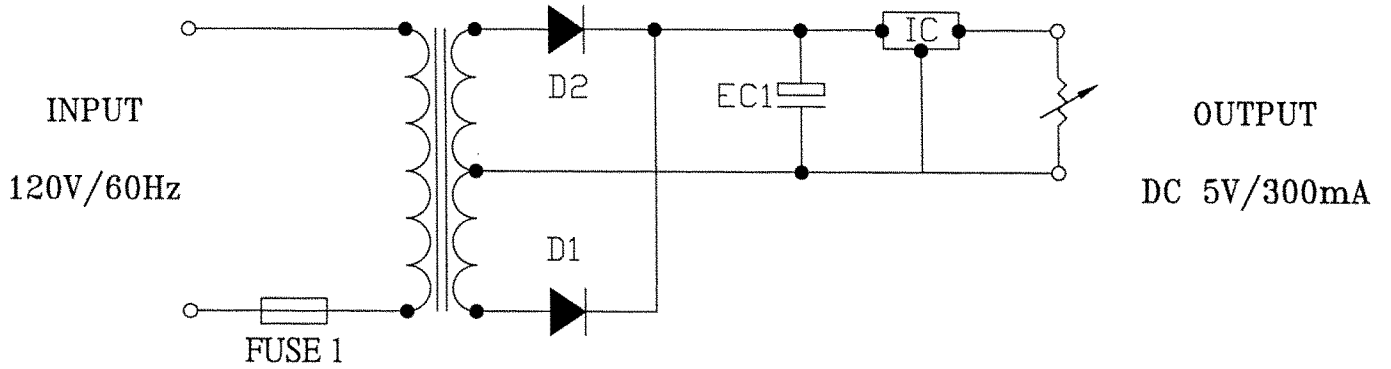 IC
D2
EC1
INPUT
OUTPUT
120V/60Hz
DC 5V/300mA
D1
FUSE 1